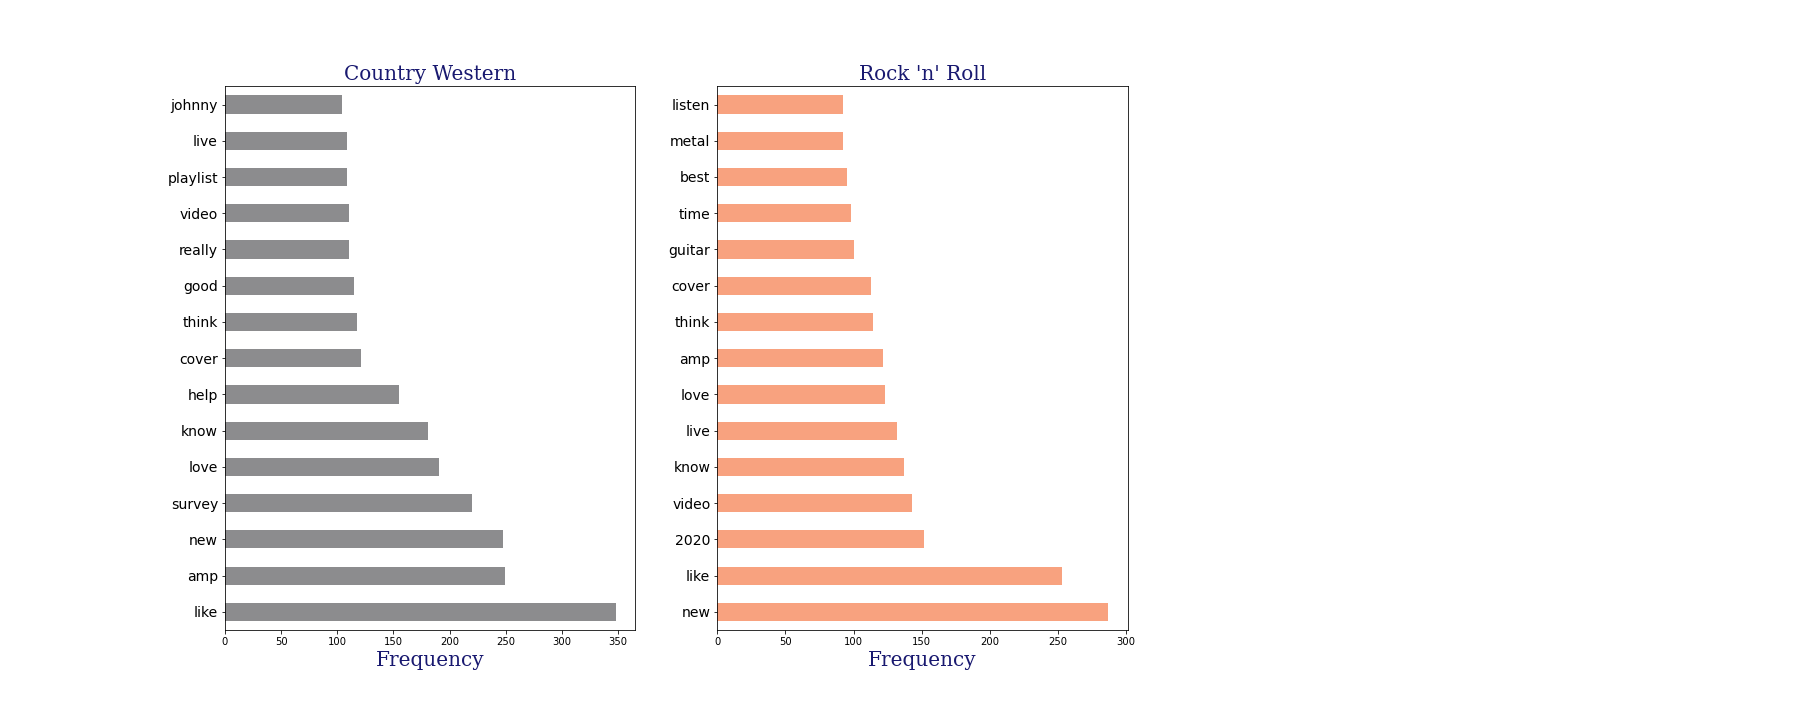 Country Western
johnny
live
playlist
video
really
good
think
cover
help
know
love
survey
new
amp
like
0 50 100 150 200 250 300 350
Frequency
Rock 'n' Roll
listen
metal
best
time
guitar
cover
think
amp
love
live
know
video
2020
like
new
0 50 100 150 200 250 300
Frequency